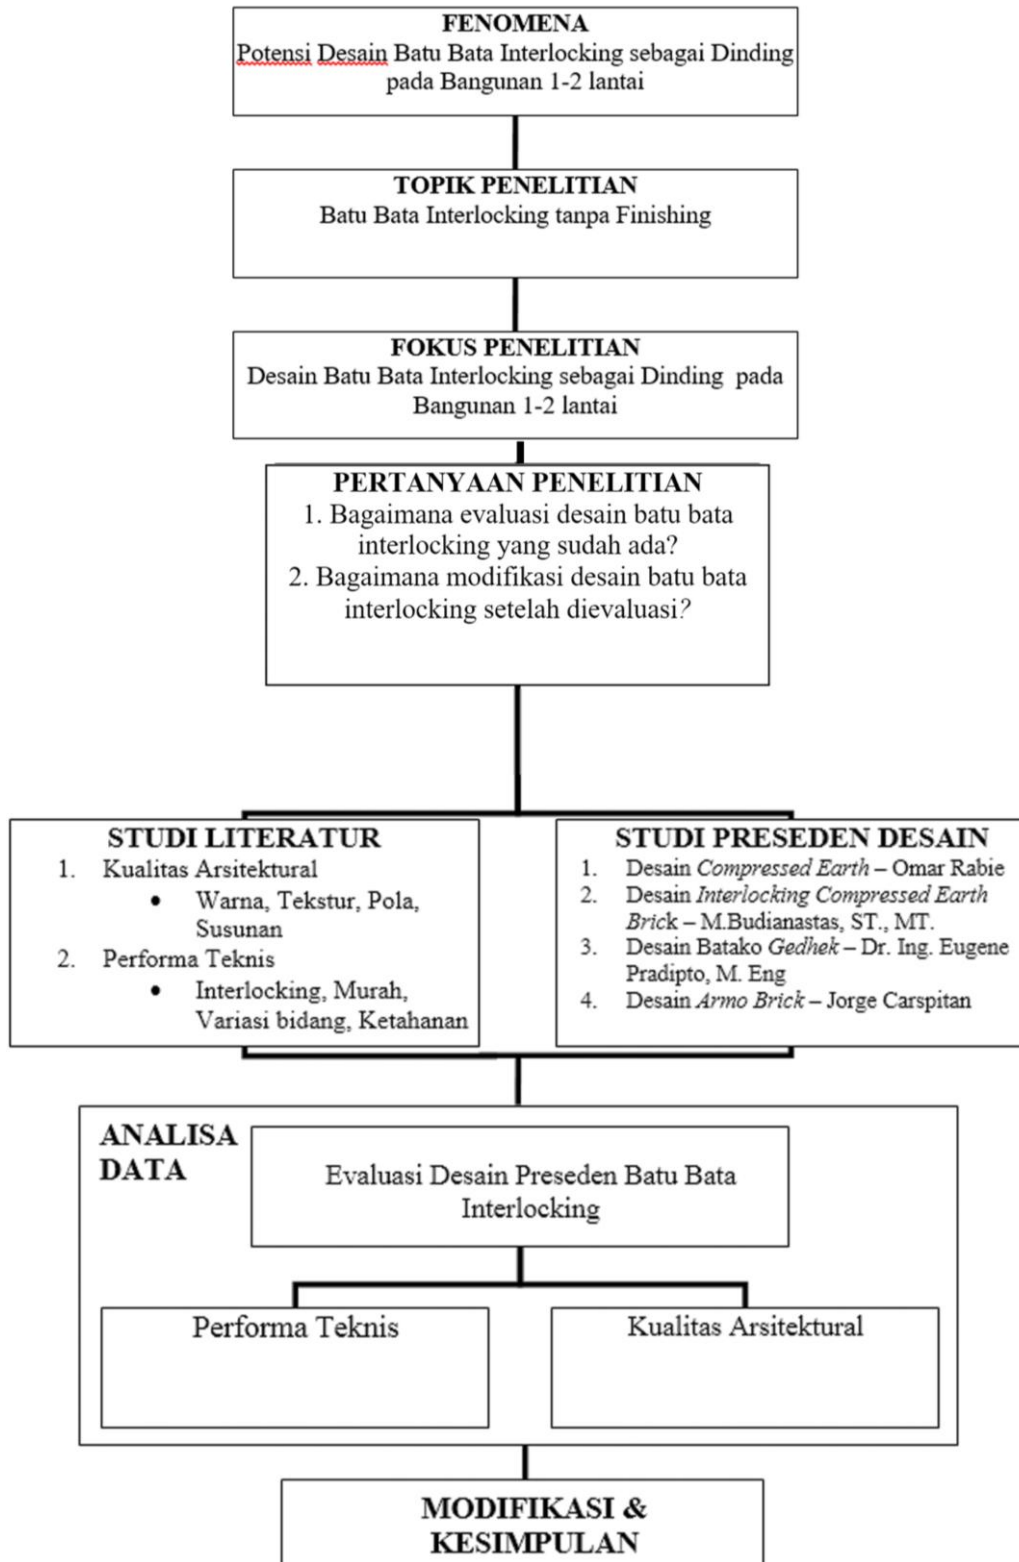 FENOMENA
Potensi Desain Batu Bata Interlocking sebagai Dinding
pada Bangunan 1-2 lantai
TOPIK PENELITIAN
Batu Bata Interlocking tanpa Finishing
FOKUS PENELITIAN
Desain Batu Bata Interlocking sebagai Dinding pada
Bangunan 1-2 lantai
PERTANYAAN PENELITIAN
1. Bagaimana evaluasi desain batu bata
interlocking yang sudah ada?
2. Bagaimana modifikasi desain batu bata
interlocking setelah dievaluasi?
STUDI LITERATUR
1. Kualitas Arsitektural
• Warna, Tekstur, Pola,
Susunan
2. Performa Teknis
• Interlocking, Murah,
Variasi bidang, Ketahanan
STUDI PRESEDEN DESAIN
1. Desain Compressed Earth – Omar Rabie
2. Desain Interlocking Compressed Earth
Brick – M.Budianastas, ST., MT.
3. Desain Batako Gedhek – Dr. Ing. Eugene
Pradipto, M. Eng
4. Desain Armo Brick – Jorge Carspitan
ANALISA
DATA
Evaluasi Desain Preseden Batu Bata
Interlocking
Performa Teknis
Kualitas Arsitektural
MODIFIKASI &
KESIMPULAN